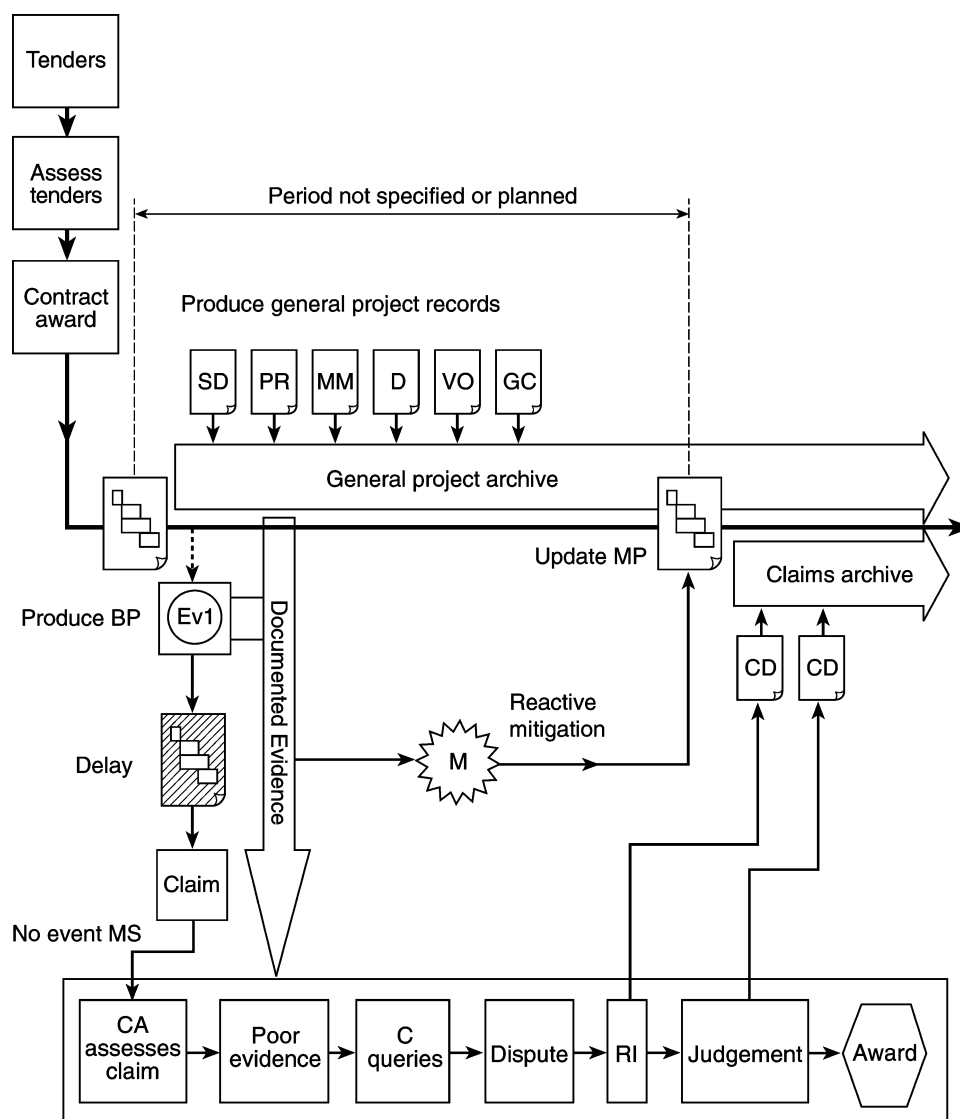 Tenders
Assess
tenders
Period not specified or planned
Contract
award
Produce general project records
SD
PR
MM
D
VO
GC
General project archive
Update MP
Claims archive
Produce BP
Ev1
Documented Evidence
CD
CD
Reactive
mitigation
M
Delay
Claim
No event MS
CA
assesses
claim
Poor
evidence
C
queries
Dispute
RI
Judgement
Award